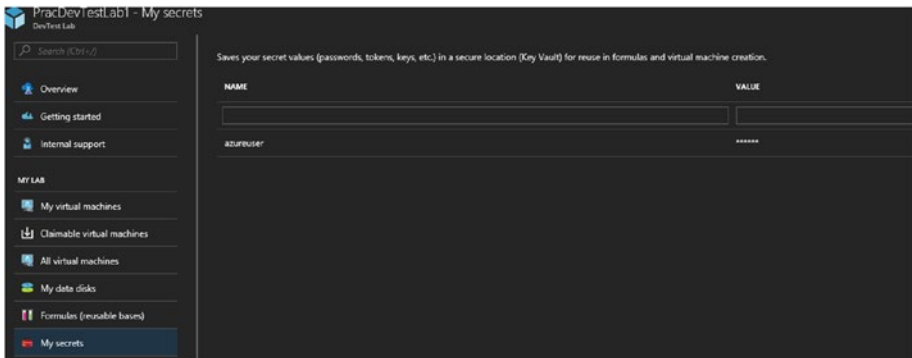 PracDevTestLab1 - My secrets
DevTest Lab
Search (Ctrl+/)
Overview
Getting started
Internal support
MY LAB
My virtual machines
Claimable virtual machines
All virtual machines
My data disks
Formulas (reusable bases)
My secrets
Saves your secret values (passwords, tokens, keys, etc.) in a secure location (Key Vault) for reuse in formulas and virtual machine creation.
NAME VALUE
azureuser ******